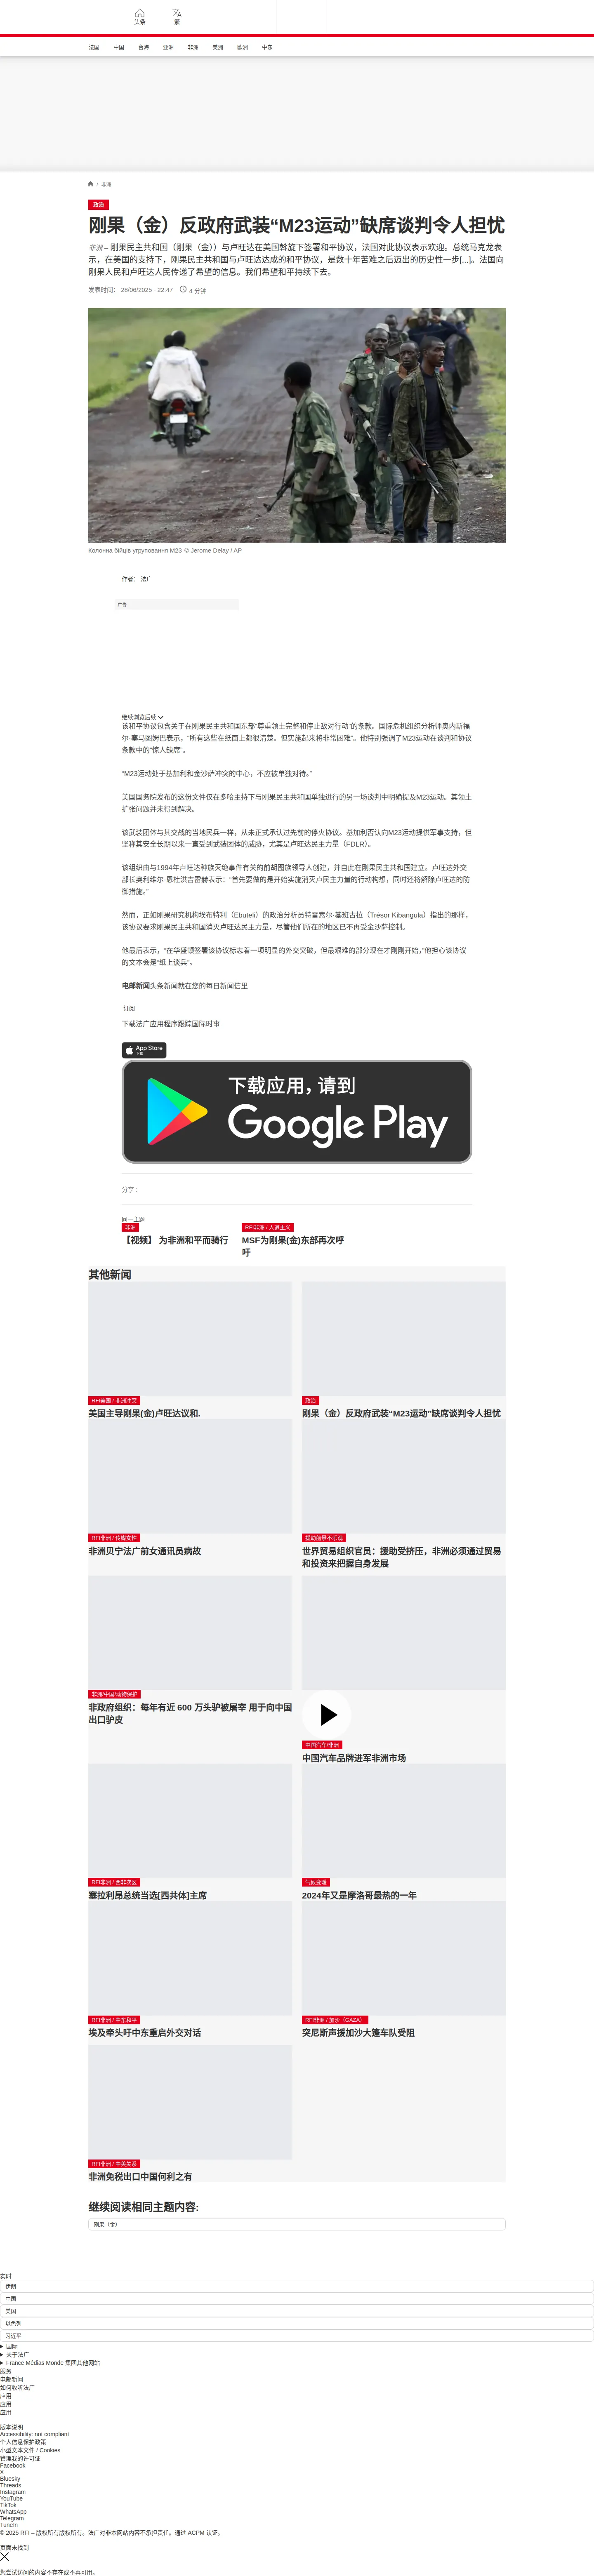 头条
繁
法国 中国 台海 亚洲 非洲 美洲 欧洲 中东
/ 非洲
政治
刚果（金）反政府武装“M23运动”缺席谈判令人担忧
非洲 – 刚果民主共和国（刚果（金））与卢旺达在美国斡旋下签署和平协议，法国对此协议表示欢迎。总统马克龙表
示，在美国的支持下，刚果民主共和国与卢旺达达成的和平协议，是数十年苦难之后迈出的历史性一步[...]。法国向
刚果人民和卢旺达人民传递了希望的信息。我们希望和平持续下去。
发表时间： 28/06/2025 - 22:47 4 分钟
Колонна бійців угруповання M23 © Jerome Delay / AP
作者： 法广
广告
继续浏览后续
该和平协议包含关于在刚果民主共和国东部“尊重领土完整和停止敌对行动”的条款。国际危机组织分析师奥内斯福
尔·塞马图姆巴表示，“所有这些在纸面上都很清楚。但实施起来将非常困难”。他特别强调了M23运动在谈判和协议
条款中的“惊人缺席”。
“M23运动处于基加利和金沙萨冲突的中心，不应被单独对待。”
美国国务院发布的这份文件仅在多哈主持下与刚果民主共和国单独进行的另一场谈判中明确提及M23运动。其领土
扩张问题并未得到解决。
该武装团体与其交战的当地民兵一样，从未正式承认过先前的停火协议。基加利否认向M23运动提供军事支持，但
坚称其安全长期以来一直受到武装团体的威胁，尤其是卢旺达民主力量（FDLR）。
该组织由与1994年卢旺达种族灭绝事件有关的前胡图族领导人创建，并自此在刚果民主共和国建立。卢旺达外交
部长奥利维尔·恩杜洪吉雷赫表示：“首先要做的是开始实施消灭卢民主力量的行动构想，同时还将解除卢旺达的防
御措施。”
然而，正如刚果研究机构埃布特利（Ebuteli）的政治分析员特雷索尔·基班古拉（Trésor Kibangula）指出的那样，
该协议要求刚果民主共和国消灭卢旺达民主力量，尽管他们所在的地区已不再受金沙萨控制。
他最后表示，“在华盛顿签署该协议标志着一项明显的外交突破，但最艰难的部分现在才刚刚开始，”他担心该协议
的文本会是“纸上谈兵”。
电邮新闻头条新闻就在您的每日新闻信里
订阅
下载法广应用程序跟踪国际时事
App Store
下载
下载应用，请到
Google Play
分享 :
同一主题
非洲
【视频】 为非洲和平而骑行
RFI非洲 / 人道主义
MSF为刚果(金)东部再次呼
吁
其他新闻
RFI美国 / 非洲冲突
美国主导刚果(金)卢旺达议和.
政治
刚果（金）反政府武装“M23运动”缺席谈判令人担忧
RFI非洲 / 传媒女性
非洲贝宁法广前女通讯员病故
援助前景不乐观
世界贸易组织官员：援助受挤压，非洲必须通过贸易
和投资来把握自身发展
非洲/中国/动物保护
非政府组织：每年有近 600 万头驴被屠宰 用于向中国
出口驴皮
中国汽车/非洲
中国汽车品牌进军非洲市场
RFI非洲 / 西非次区
塞拉利昂总统当选[西共体]主席
气候变暖
2024年又是摩洛哥最热的一年
RFI非洲 / 中东和平
埃及牵头吁中东重启外交对话
RFI非洲 / 加沙（GAZA）
突尼斯声援加沙大篷车队受阻
RFI非洲 / 中美关系
非洲免税出口中国何利之有
继续阅读相同主题内容:
刚果（金）
实时
伊朗
中国
美国
以色列
习近平
国际
关于法广
France Médias Monde 集团其他网站
服务
电邮新闻
如何收听法广
应用
应用
应用
版本说明
Accessibility: not compliant
个人信息保护政策
小型文本文件 / Cookies
管理我的许可证
Facebook
X
Bluesky
Threads
Instagram
YouTube
TikTok
WhatsApp
Telegram
TuneIn
© 2025 RFI – 版权所有版权所有。法广对非本网站内容不承担责任。通过 ACPM 认证。
页面未找到
您尝试访问的内容不存在或不再可用。